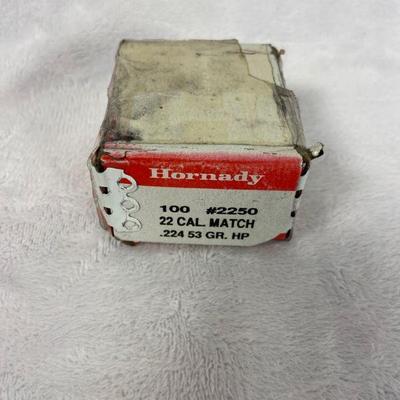 Hornady
100 #2250
22 CAL. MATCH
.224 53 GR. HP